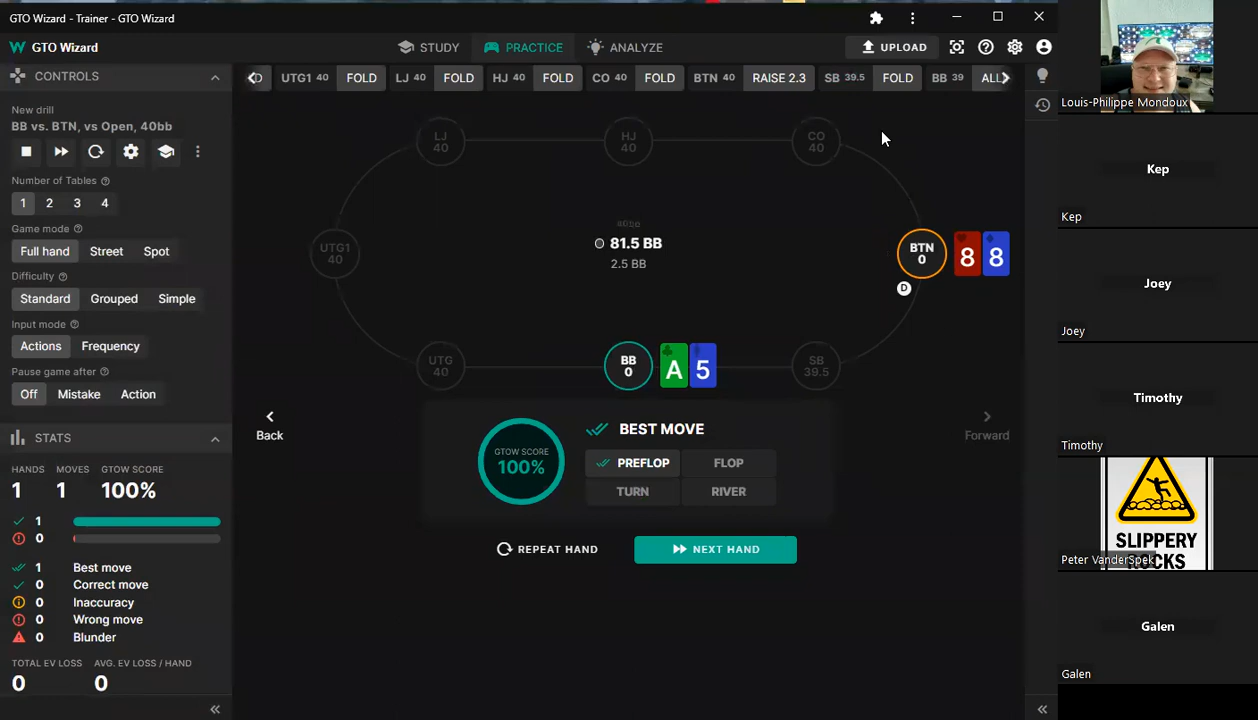 GTO Wizard - Trainer - GTO Wizard
GTO Wizard
STUDY
PRACTICE
ANALYZE
UPLOAD
CONTROLS
UTG1 40
FOLD
LJ 40
FOLD
HJ 40
FOLD
CO 40
FOLD
BTN 40
RAISE 2.3
SB 39.5
FOLD
BB 39
ALL
New drill
BB vs. BTN, vs Open, 40bb
Number of Tables
1 2 3 4
Game mode
Full hand Street Spot
Difficulty
Standard Grouped Simple
Input mode
Actions Frequency
Pause game after
Off Mistake Action
STATS
HANDS MOVES GTOW SCORE
1 1 100%
1
0
1 Best move
0 Correct move
0 Inaccuracy
0 Wrong move
0 Blunder
TOTAL EV LOSS AVG. EV LOSS / HAND
0 0
LJ
40
HJ
40
CO
40
UTG1
40
40bb
81.5 BB
2.5 BB
BTN
0
8 8
D
UTG
40
BB
0
A 5
SB
39.5
Back
Forward
GTOW SCORE
100%
BEST MOVE
PREFLOP
FLOP
TURN
RIVER
REPEAT HAND
NEXT HAND
Louis-Philippe Mondoux
Kep
Kep
Joey
Joey
Timothy
Timothy
SLIPPERY
ROCKS
Peter VanderSpek
Galen
Galen